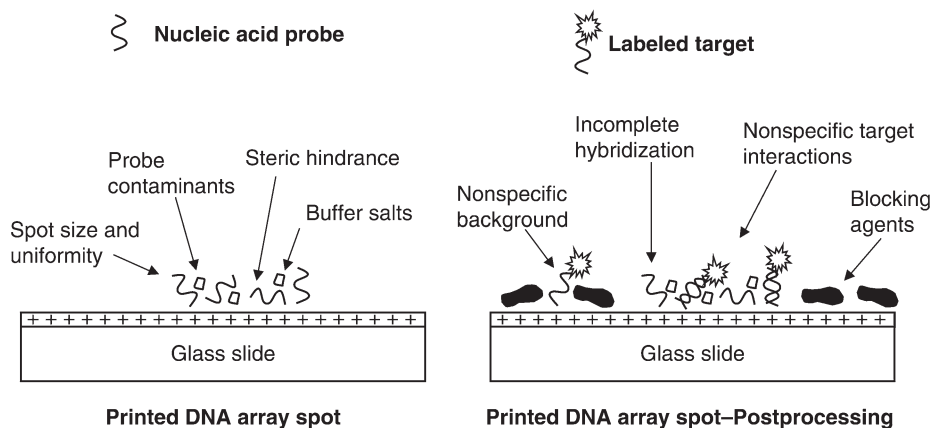 Nucleic acid probe
Labeled target
Probe
contaminants
Steric hindrance
Buffer salts
Spot size and
uniformity
+ + + + + + + + + + + + + + + + + + + + + + +
Glass slide
Printed DNA array spot
Incomplete
hybridization
Nonspecific target
interactions
Nonspecific
background
Blocking
agents
+ + + + + + + + + + + + + + + + + + + + + + +
Glass slide
Printed DNA array spot–Postprocessing